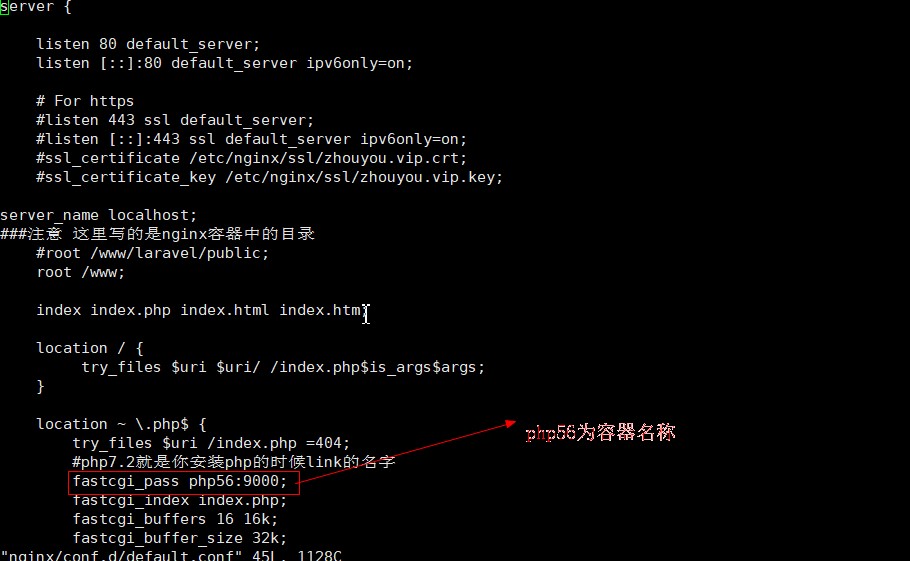 server {
listen 80 default_server;
listen [::]:80 default_server ipv6only=on;
# For https
#listen 443 ssl default_server;
#listen [::]:443 ssl default_server ipv6only=on;
#ssl_certificate /etc/nginx/ssl/zhouyou.vip.crt;
#ssl_certificate_key /etc/nginx/ssl/zhouyou.vip.key;
server_name localhost;
###注意 这里写的是nginx容器中的目录
#root /www/laravel/public;
root /www;
index index.php index.html index.htm;
location / {
try_files $uri $uri/ /index.php$is_args$args;
}
location ~ \.php$ {
try_files $uri /index.php =404;
#php7.2就是你安装php的时候link的名字
fastcgi_pass php56:9000;
php56为容器名称
fastcgi_index index.php;
fastcgi_buffers 16 16k;
fastcgi_buffer_size 32k;
"nginx/conf.d/default.conf" 45L, 1128C